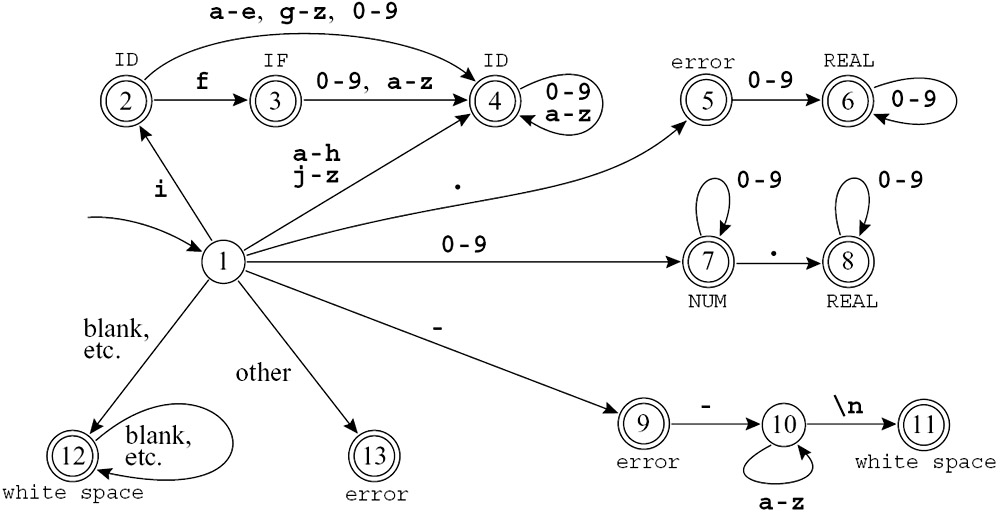 a-e, g-z, 0-9
ID
IF
ID
error
REAL
2
f
3
0-9, a-z
4
0-9
a-z
5
0-9
6
0-9
i
a-h
j-z
.
0-9
0-9
1
0-9
7
.
8
NUM
REAL
blank,
etc.
other
-
12
blank,
etc.
13
9
-
10
\n
11
white space
error
error
white space
a-z